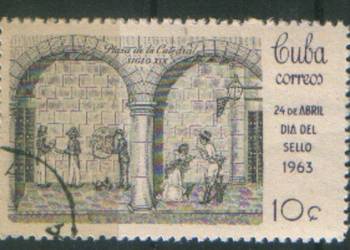 Plaza de la Catedral
SIGLO XIX
Cuba
correos
24 DE ABRIL
DIA DEL
SELLO
1963
10¢